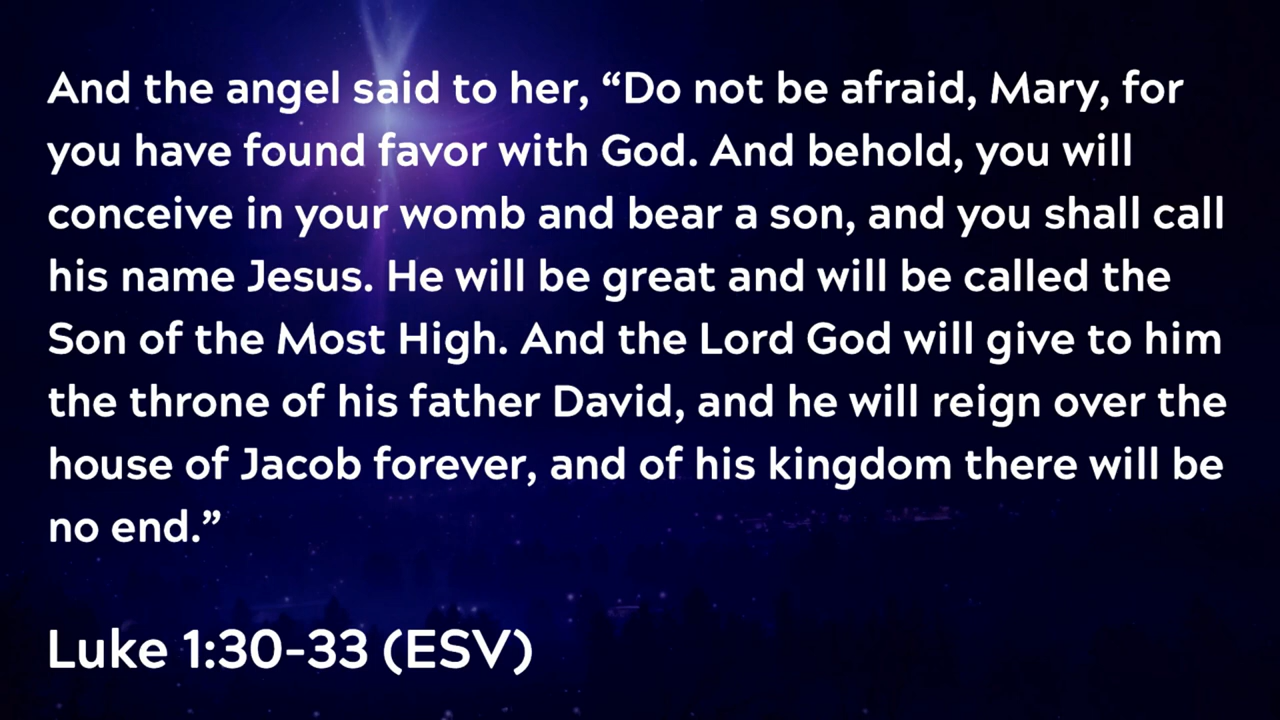 And the angel said to her, “Do not be afraid, Mary, for
you have found favor with God. And behold, you will
conceive in your womb and bear a son, and you shall call
his name Jesus. He will be great and will be called the
Son of the Most High. And the Lord God will give to him
the throne of his father David, and he will reign over the
house of Jacob forever, and of his kingdom there will be
no end.”
Luke 1:30-33 (ESV)